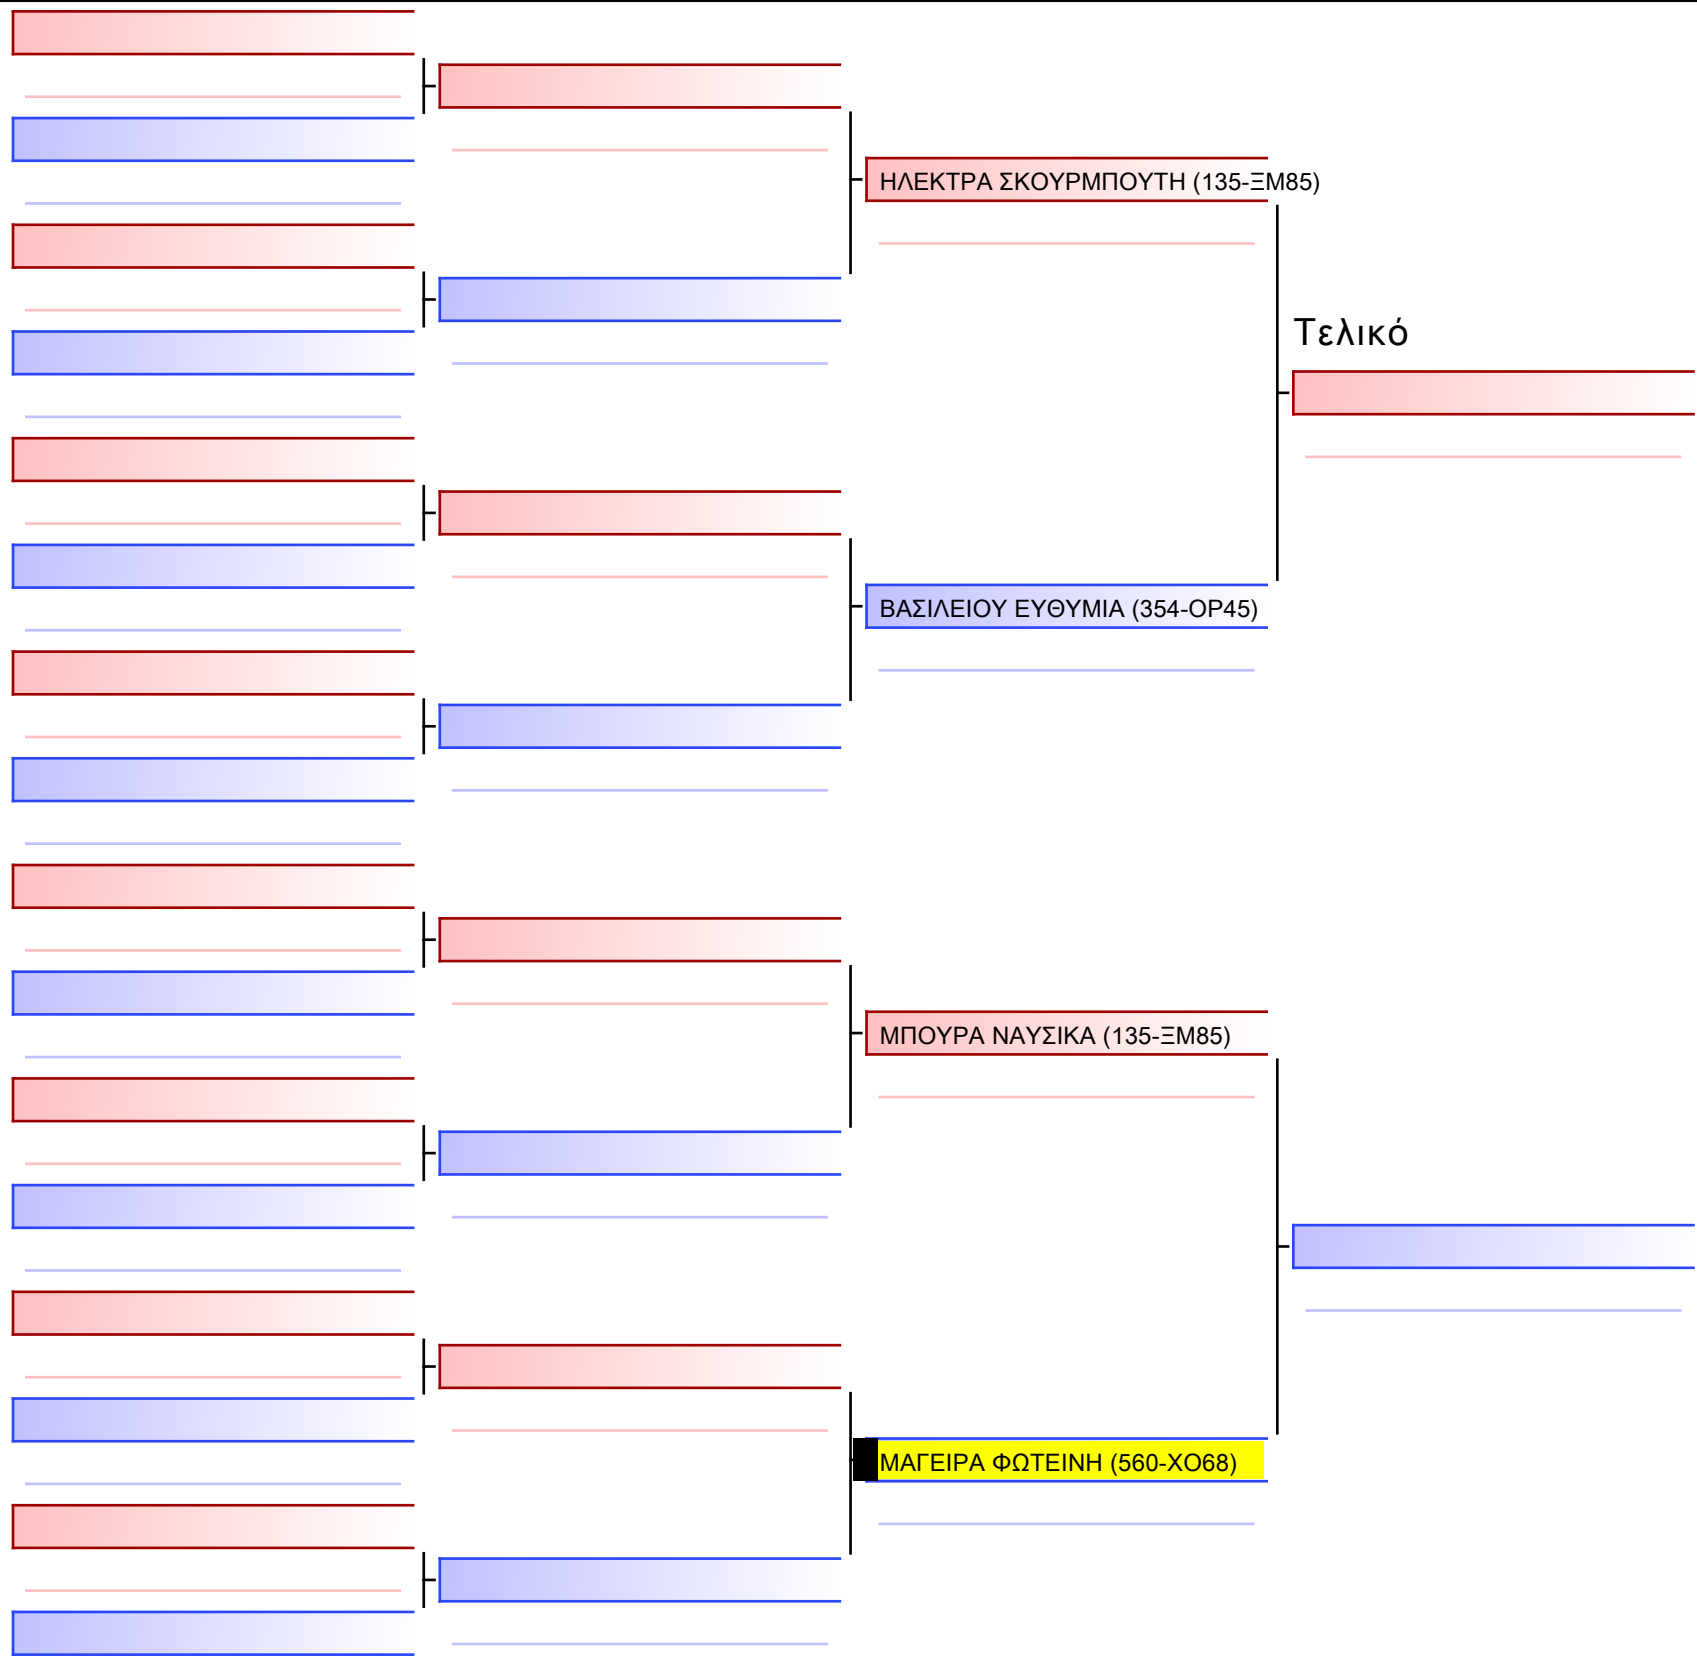 ΗΛΕΚΤΡΑ ΣΚΟΥΡΜΠΟΥΤΗ (135-ΞΜ85)
Τελικό
ΒΑΣΙΛΕΙΟΥ ΕΥΘΥΜΙΑ (354-ΟΡ45)
ΜΠΟΥΡΑ ΝΑΥΣΙΚΑ (135-ΞΜ85)
ΜΑΓΕΙΡΑ ΦΩΤΕΙΝΗ (560-ΧΟ68)